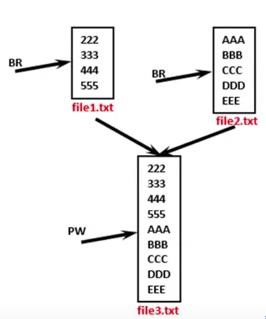 BR
222
333
444
555
file1.txt
BR
AAA
BBB
CCC
DDD
EEE
file2.txt
PW
222
333
444
555
AAA
BBB
CCC
DDD
EEE
file3.txt